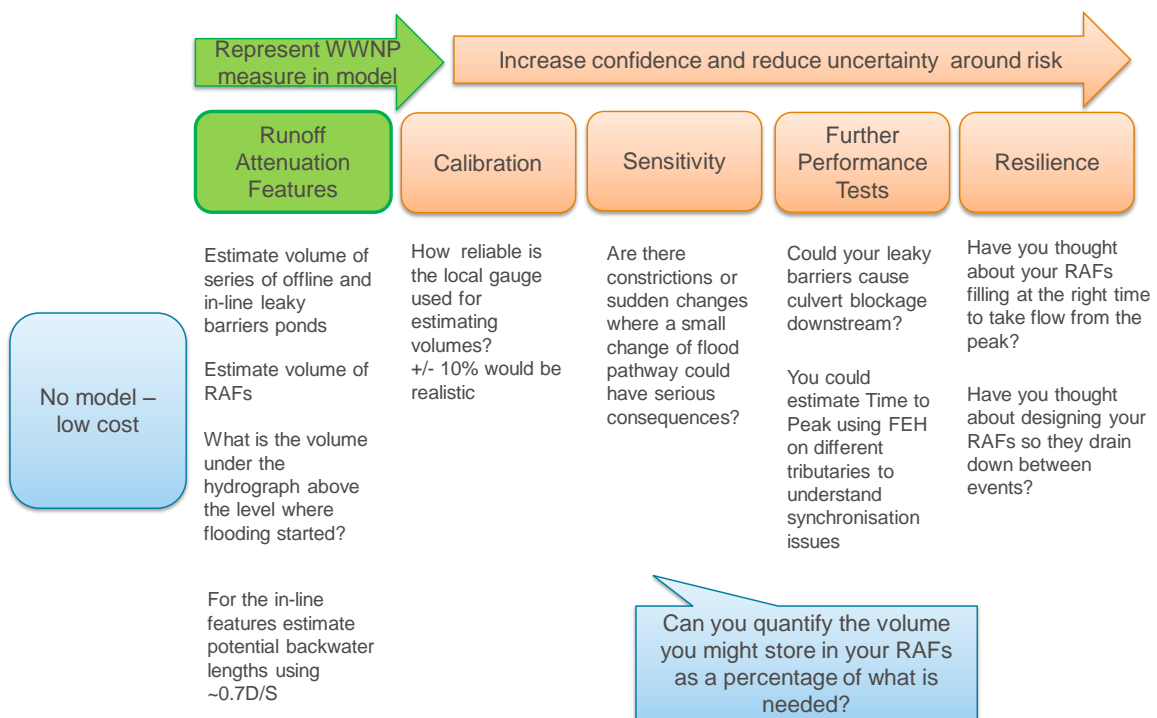 Represent WWNP
measure in model
Increase confidence and reduce uncertainty around risk
Runoff
Attenuation
Features
Calibration
Sensitivity
Further
Performance
Tests
Resilience
No model –
low cost
Estimate volume of
series of offline and
in-line leaky
barriers ponds
Estimate volume of
RAFs
What is the volume
under the
hydrograph above
the level where
flooding started?
For the in-line
features estimate
potential backwater
lengths using
~0.7D/S
How reliable is
the local gauge
used for
estimating
volumes?
+/- 10% would be
realistic
Are there
constrictions or
sudden changes
where a small
change of flood
pathway could
have serious
consequences?
Could your leaky
barriers cause
culvert blockage
downstream?
You could
estimate Time to
Peak using FEH
on different
tributaries to
understand
synchronisation
issues
Have you thought
about your RAFs
filling at the right time
to take flow from the
peak?
Have you thought
about designing your
RAFs so they drain
down between
events?
Can you quantify the volume
you might store in your RAFs
as a percentage of what is
needed?